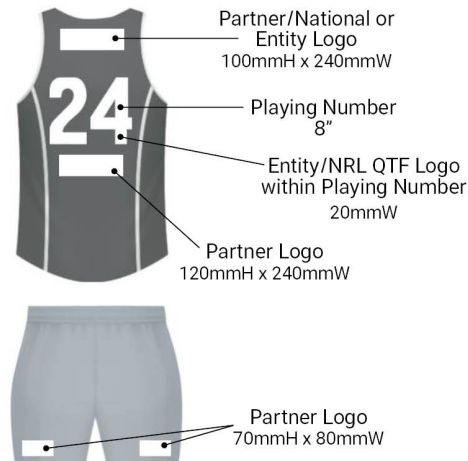 Partner/National or
Entity Logo
100mmH x 240mmW
24
Playing Number
8”
Entity/NRL QTF Logo
within Playing Number
20mmW
Partner Logo
120mmH x 240mmW
Partner Logo
70mmH x 80mmW